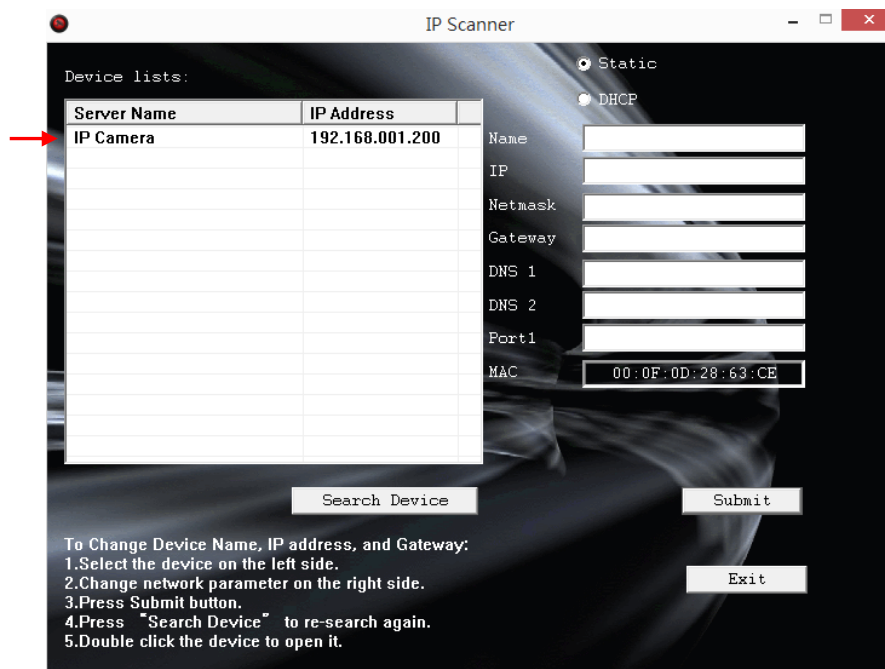 IP Scanner
Device lists:
Server Name IP Address
IP Camera 192.168.001.200
Static
DHCP
Name
IP
Netmask
Gateway
DNS 1
DNS 2
Port1
MAC 00:0F:0D:28:63:CE
Search Device
Submit
Exit
To Change Device Name, IP address, and Gateway:
1.Select the device on the left side.
2.Change network parameter on the right side.
3.Press Submit button.
4.Press "Search Device" to re-search again.
5.Double click the device to open it.